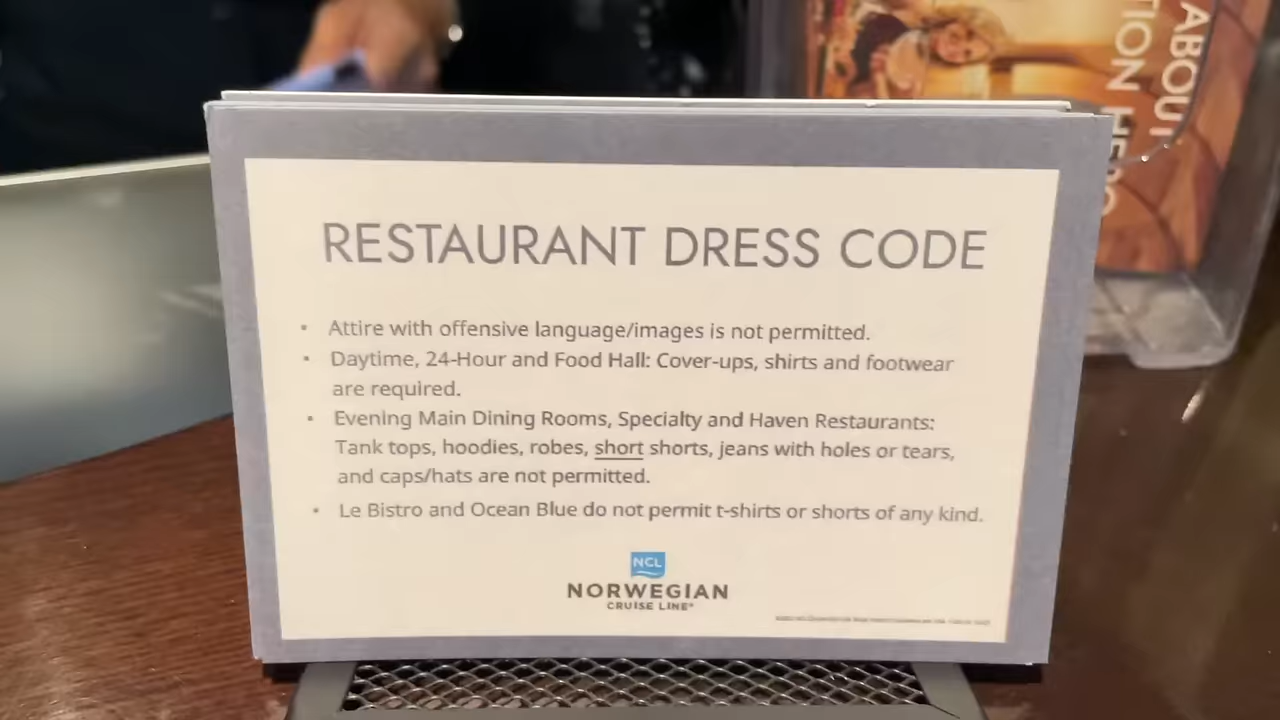 RESTAURANT DRESS CODE
• Attire with offensive language/images is not permitted.
• Daytime, 24-Hour and Food Hall: Cover-ups, shirts and footwear
are required.
• Evening Main Dining Rooms, Specialty and Haven Restaurants:
Tank tops, hoodies, robes, short shorts, jeans with holes or tears,
and caps/hats are not permitted.
• Le Bistro and Ocean Blue do not permit t-shirts or shorts of any kind.
NCL
NORWEGIAN
CRUISE LINE®
ABOUT
TION